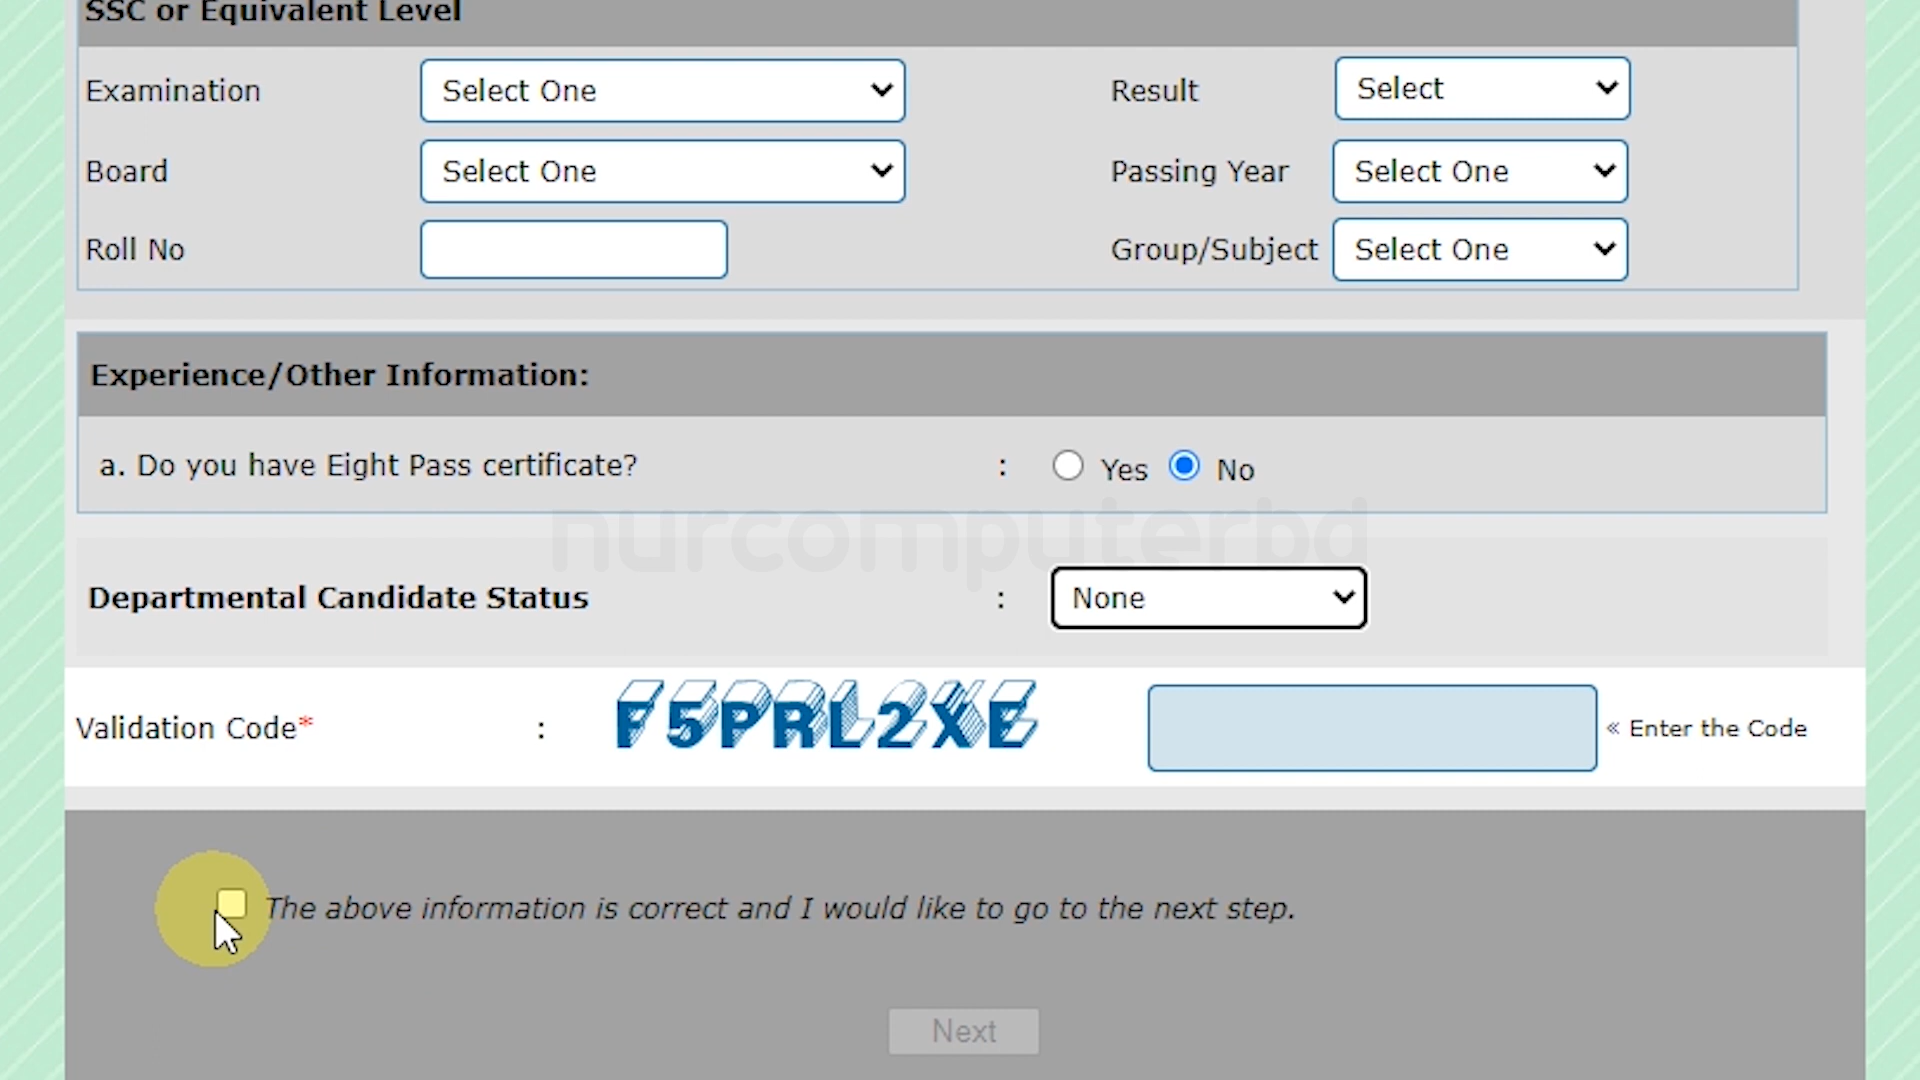 SSC or Equivalent Level
Examination Select One Result Select
Board Select One Passing Year Select One
Roll No Group/Subject Select One
Experience/Other Information:
a. Do you have Eight Pass certificate? : Yes No
nurcomputerbd
Departmental Candidate Status : None
Validation Code* : F5PRL2XE « Enter the Code
The above information is correct and I would like to go to the next step.
Next